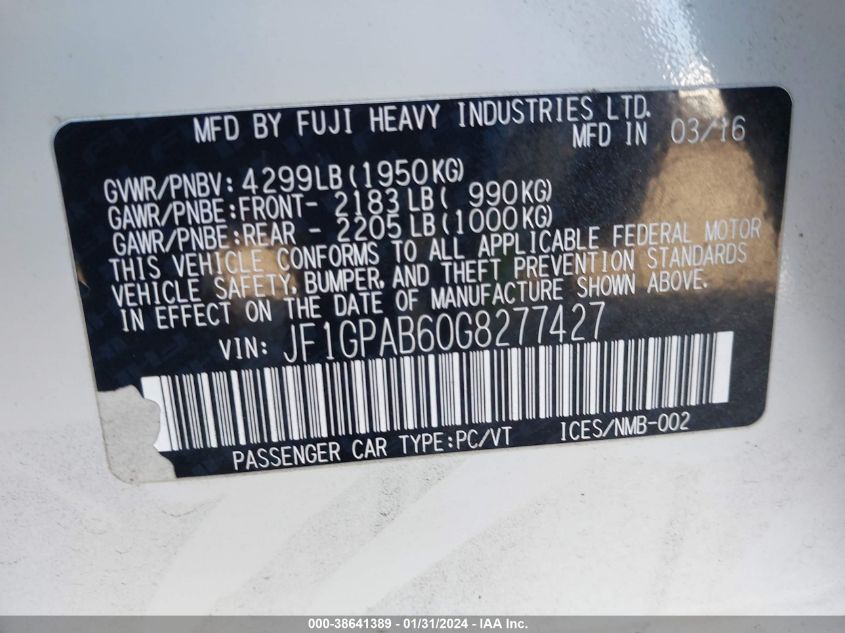 MFD BY FUJI HEAVY INDUSTRIES LTD.
MFD IN 03/16
GVWR/PNBV: 4299LB(1950KG)
GAWR/PNBE:FRONT- 2183LB( 990KG)
GAWR/PNBE:REAR - 2205LB(1000KG)
THIS VEHICLE CONFORMS TO ALL APPLICABLE FEDERAL MOTOR
VEHICLE SAFETY, BUMPER, AND THEFT PREVENTION STANDARDS
IN EFFECT ON THE DATE OF MANUFACTURE SHOWN ABOVE.
VIN: JF1GPAB60G8277427
PASSENGER CAR TYPE:PC/VT ICES/NMB-002
000-38641389 - 01/31/2024 - IAA Inc.